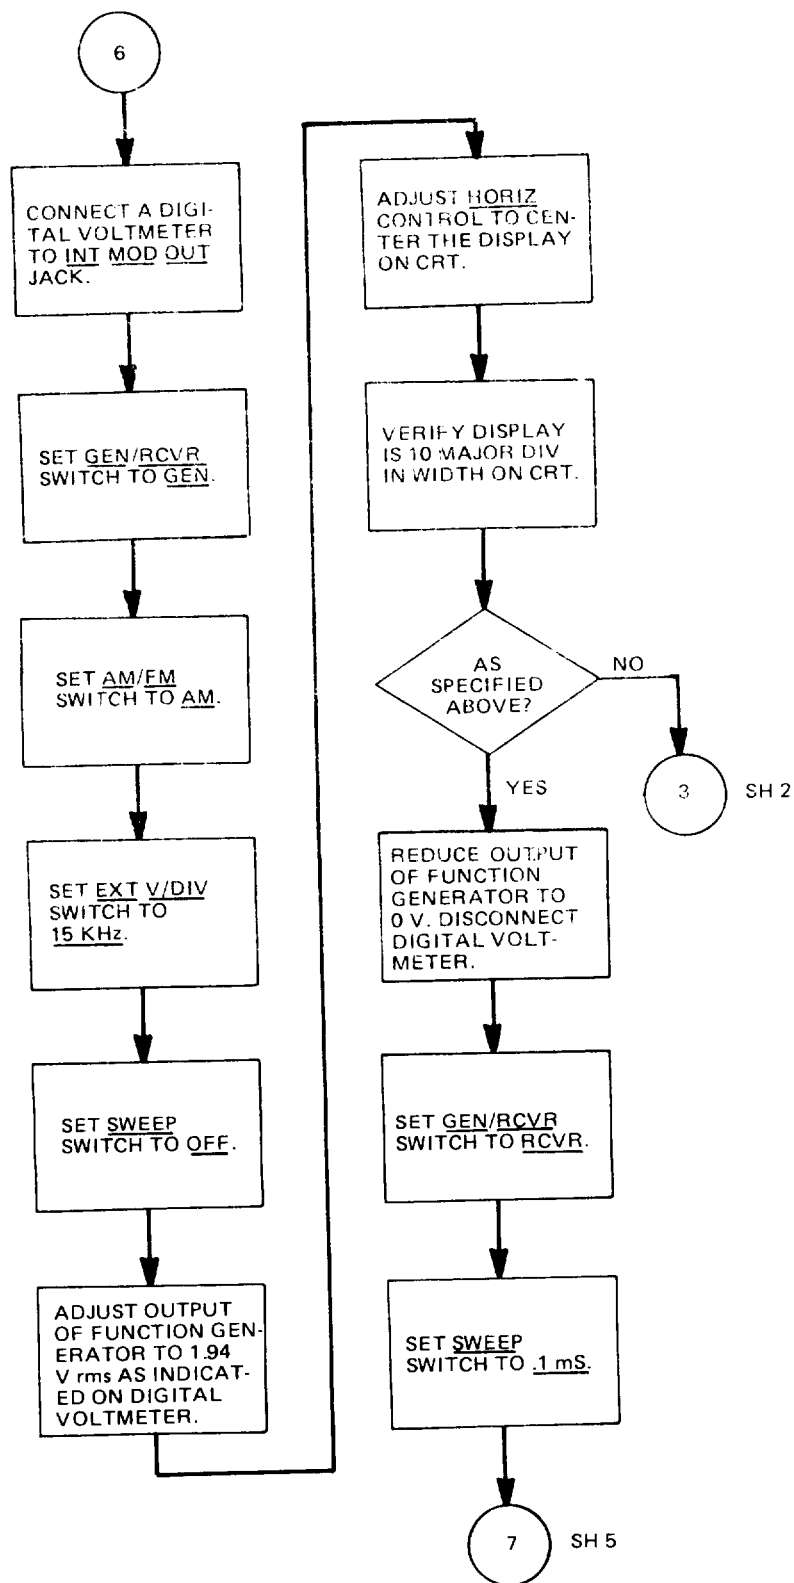 6
CONNECT A DIGI-
TAL VOLTMETER
TO INT MOD OUT
JACK.
SET GEN/RCVR
SWITCH TO GEN.
SET AM/FM
SWITCH TO AM.
SET EXT V/DIV
SWITCH TO
15 KHz.
SET SWEEP
SWITCH TO OFF.
ADJUST OUTPUT
OF FUNCTION GEN-
ERATOR TO 1.94
V rms AS INDICAT-
ED ON DIGITAL
VOLTMETER.
ADJUST HORIZ
CONTROL TO CEN-
TER THE DISPLAY
ON CRT.
VERIFY DISPLAY
IS 10 MAJOR DIV
IN WIDTH ON CRT.
AS
SPECIFIED
ABOVE?
NO
3
SH 2
YES
REDUCE OUTPUT
OF FUNCTION
GENERATOR TO
0 V. DISCONNECT
DIGITAL VOLT-
METER.
SET GEN/RCVR
SWITCH TO RCVR.
SET SWEEP
SWITCH TO .1 mS.
7
SH 5